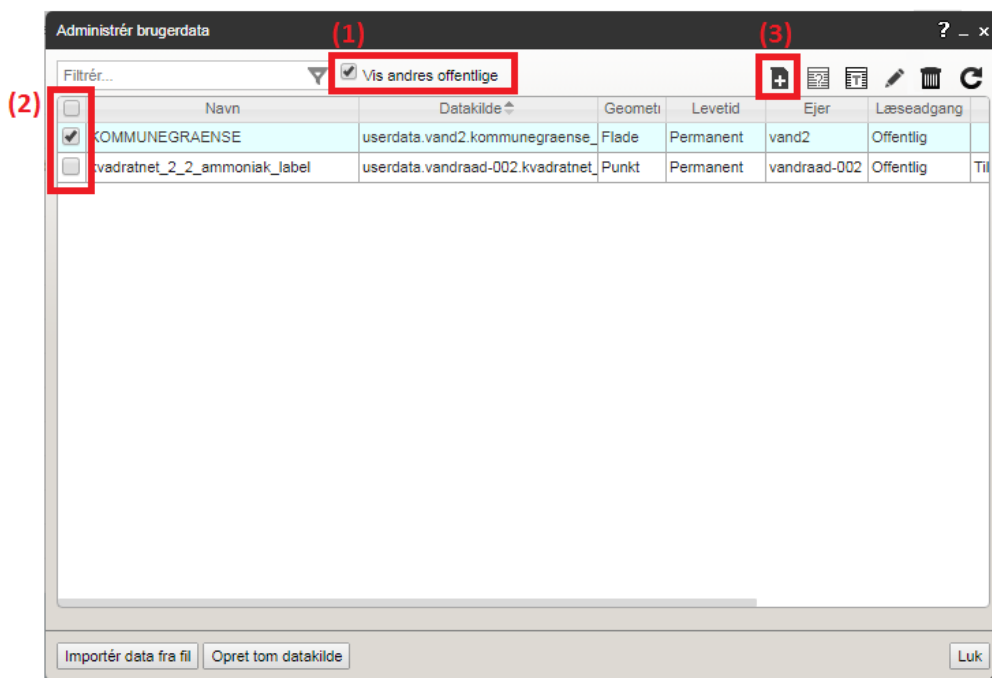 Administrér brugerdata
(1)
(3)
? _ x
Filtrér...
Vis andres offentlige
(2)
Navn Datakilde Geometi Levetid Ejer Læseadgang
KOMMUNEGRAENSE userdata.vand2.kommunegraense_ Flade Permanent vand2 Offentlig
kvadratnet_2_2_ammoniak_label userdata.vandraad-002.kvadratnet_ Punkt Permanent vandraad-002 Offentlig Til
Importér data fra fil Opret tom datakilde Luk